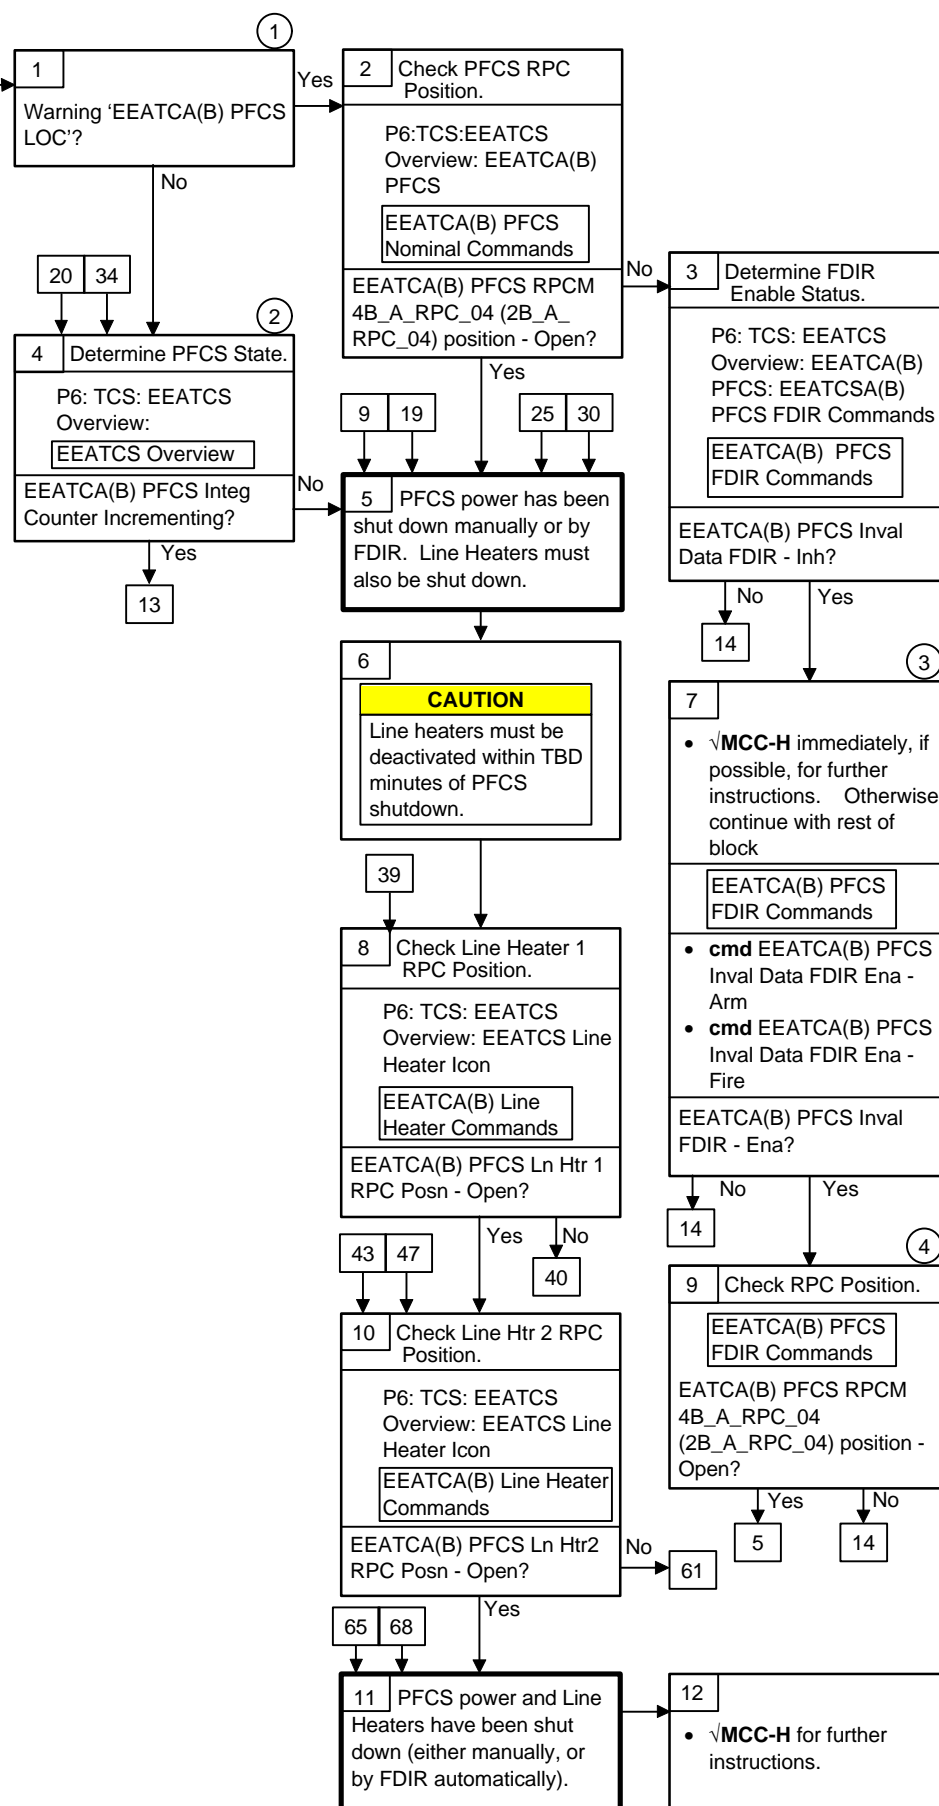 1
1
Warning ‘EEATCA(B) PFCS
LOC’?
Yes
No
2
Check PFCS RPC
Position.
P6:TCS:EEATCS
Overview: EEATCA(B)
PFCS
EEATCA(B) PFCS
Nominal Commands
EEATCA(B) PFCS RPCM
4B_A_RPC_04 (2B_A_
RPC_04) position - Open?
No
Yes
3
Determine FDIR
Enable Status.
P6: TCS: EEATCS
Overview: EEATCA(B)
PFCS: EEATCSA(B)
PFCS FDIR Commands
EEATCA(B) PFCS
FDIR Commands
EEATCA(B) PFCS Inval
Data FDIR - Inh?
No
Yes
14
20
34
2
4
Determine PFCS State.
P6: TCS: EEATCS
Overview:
EEATCS Overview
EEATCA(B) PFCS Integ
Counter Incrementing?
No
Yes
13
9
19
25
30
5
PFCS power has been
shut down manually or by
FDIR. Line Heaters must
also be shut down.
6
CAUTION
Line heaters must be
deactivated within TBD
minutes of PFCS
shutdown.
3
7
• √MCC-H immediately, if
possible, for further
instructions. Otherwise
continue with rest of
block
EEATCA(B) PFCS
FDIR Commands
• cmd EEATCA(B) PFCS
Inval Data FDIR Ena -
Arm
• cmd EEATCA(B) PFCS
Inval Data FDIR Ena -
Fire
EEATCA(B) PFCS Inval
FDIR - Ena?
No
Yes
14
39
8
Check Line Heater 1
RPC Position.
P6: TCS: EEATCS
Overview: EEATCS Line
Heater Icon
EEATCA(B) Line
Heater Commands
EEATCA(B) PFCS Ln Htr 1
RPC Posn - Open?
Yes
No
40
4
9
Check RPC Position.
EEATCA(B) PFCS
FDIR Commands
EATCA(B) PFCS RPCM
4B_A_RPC_04
(2B_A_RPC_04) position -
Open?
Yes
No
5
14
43
47
10
Check Line Htr 2 RPC
Position.
P6: TCS: EEATCS
Overview: EEATCS Line
Heater Icon
EEATCA(B) Line Heater
Commands
EEATCA(B) PFCS Ln Htr2
RPC Posn - Open?
No
61
Yes
65
68
11
PFCS power and Line
Heaters have been shut
down (either manually, or
by FDIR automatically).
12
• √MCC-H for further
instructions.